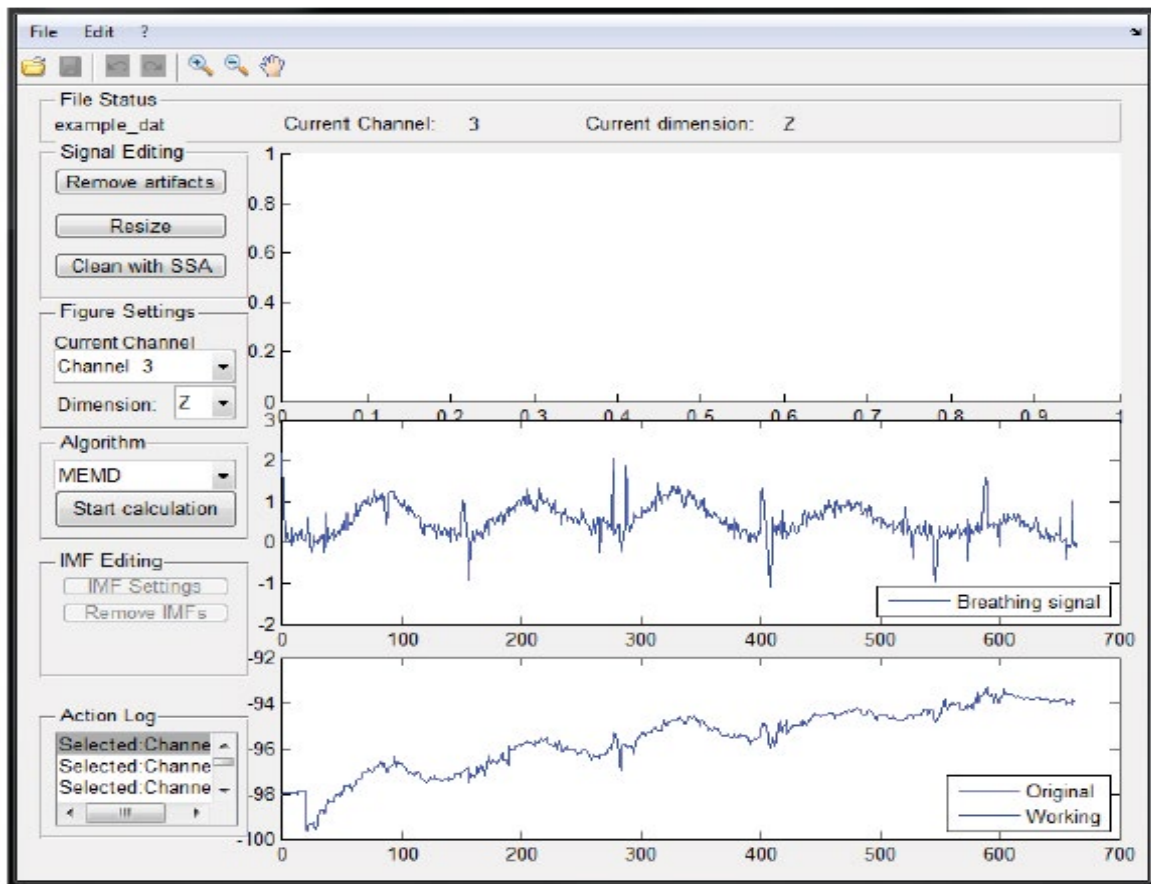 File Edit ?
File Status
example_dat Current Channel: 3 Current dimension: Z
Signal Editing
Remove artifacts
Resize
Clean with SSA
Figure Settings
Current Channel
Channel 3
Dimension: Z
Algorithm
MEMD
Start calculation
IMF Editing
IMF Settings
Remove IMFs
Action Log
Selected:Channe
Selected:Channe
Selected:Channe
1
0.8
0.6
0.4
0.2
0
0 0.1 0.2 0.3 0.4 0.5 0.6 0.7 0.8 0.9 1
3
2
1
0
-1
-2
Breathing signal
0 100 200 300 400 500 600 700
-92
-94
-96
-98
-100
Original
Working
0 100 200 300 400 500 600 700